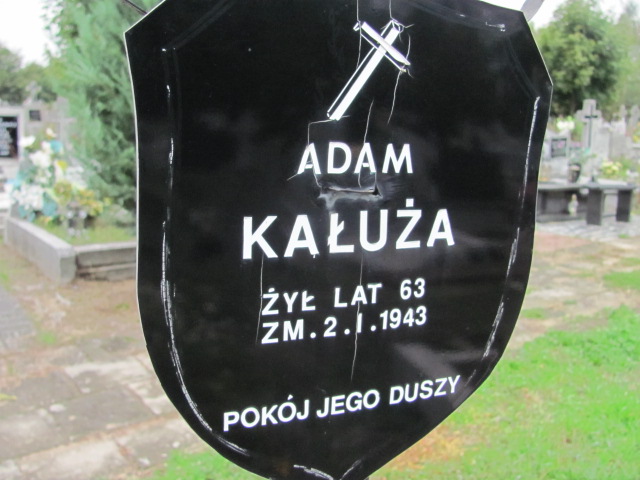 ADAM
KAŁUŻA
ŻYŁ LAT 63
ZM. 2. I. 1943
POKÓJ JEGO DUSZY